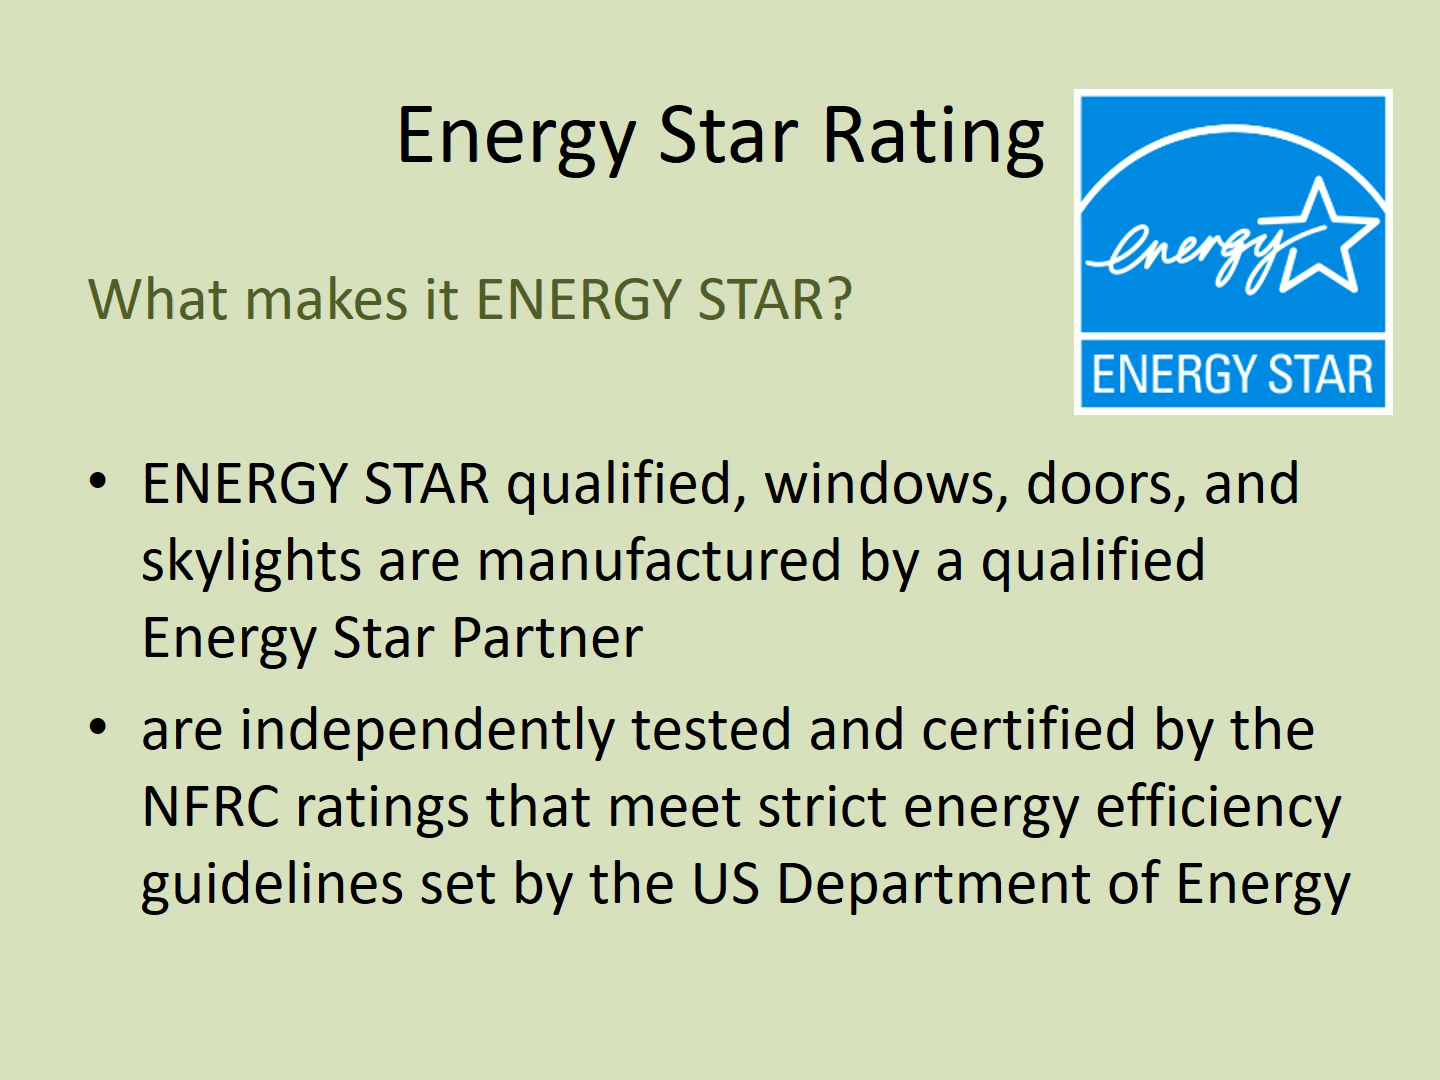 Energy Star Rating
energy
ENERGY STAR
What makes it ENERGY STAR?
• ENERGY STAR qualified, windows, doors, and
skylights are manufactured by a qualified
Energy Star Partner
• are independently tested and certified by the
NFRC ratings that meet strict energy efficiency
guidelines set by the US Department of Energy